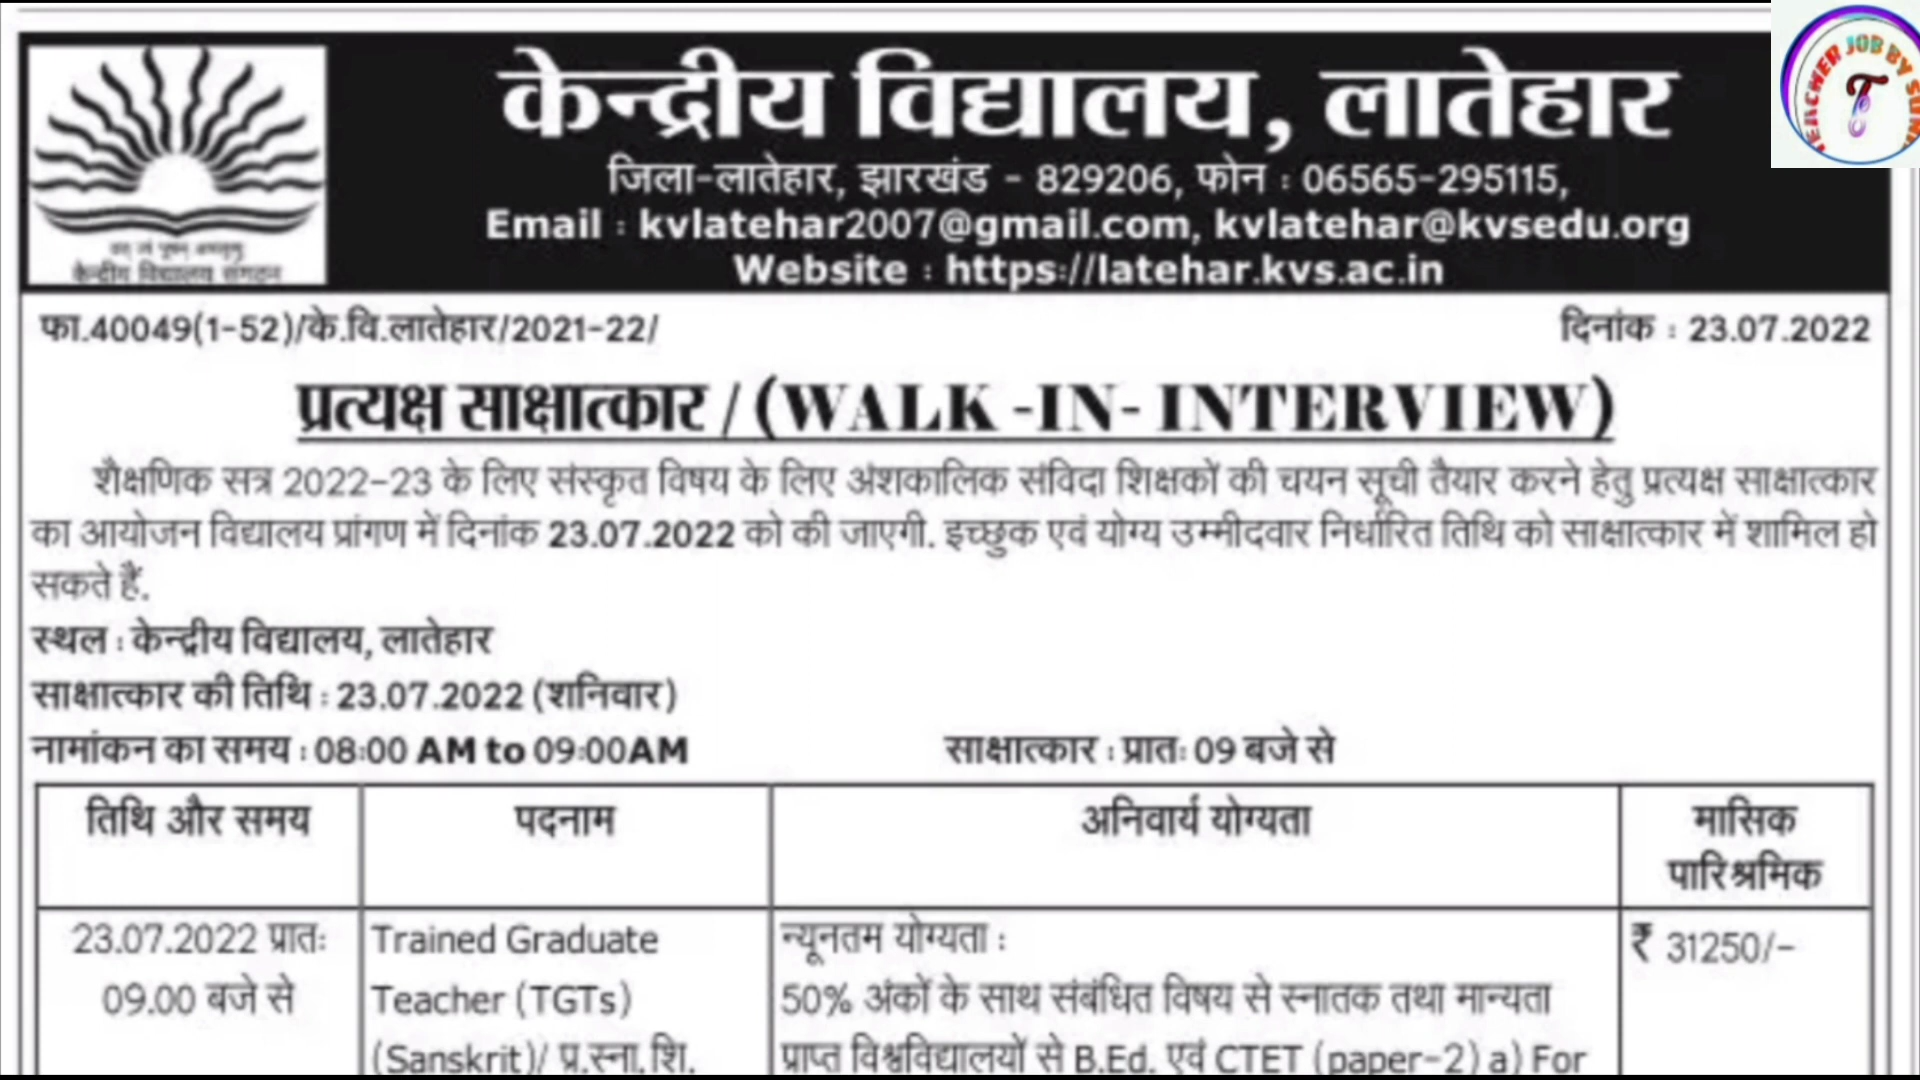 केन्द्रीय विद्यालय, लातेहार
जिला-लातेहार, झारखंड - 829206, फोन : 06565-295115,
Email : kvlatehar2007@gmail.com, kvlatehar@kvsedu.org
Website : https://latehar.kvs.ac.in
केन्द्रीय विद्यालय संगठन
TEACHER JOB BY
फा.40049(1-52)/के.वि.लातेहार/2021-22/
दिनांक : 23.07.2022
प्रत्यक्ष साक्षात्कार / (WALK -IN- INTERVIEW)
शैक्षणिक सत्र 2022-23 के लिए संस्कृत विषय के लिए अंशकालिक संविदा शिक्षकों की चयन सूची तैयार करने हेतु प्रत्यक्ष साक्षात्कार
का आयोजन विद्यालय प्रांगण में दिनांक 23.07.2022 को की जाएगी. इच्छुक एवं योग्य उम्मीदवार निर्धारित तिथि को साक्षात्कार में शामिल हो
सकते हैं.
स्थल : केन्द्रीय विद्यालय, लातेहार
साक्षात्कार की तिथि : 23.07.2022 (शनिवार)
नामांकन का समय : 08:00 AM to 09:00AM
साक्षात्कार : प्रातः 09 बजे से
तिथि और समय
पदनाम
अनिवार्य योग्यता
मासिक
पारिश्रमिक
23.07.2022 प्रातः
09.00 बजे से
Trained Graduate
Teacher (TGTs)
(Sanskrit)/ प्र.स्ना.शि.
न्यूनतम योग्यता :
50% अंकों के साथ संबंधित विषय से स्नातक तथा मान्यता
प्राप्त विश्वविद्यालयों से B.Ed. एवं CTET (paper-2) a) For
₹ 31250/-